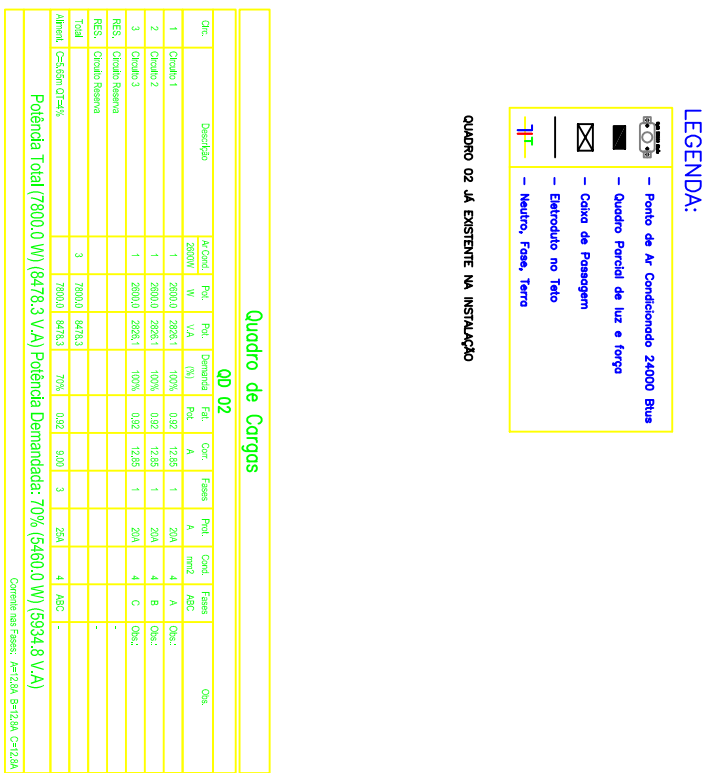 LEGENDA:
- Ponto de Ar Condicionado 24000 Btus
- Quadro Parcial de luz e força
- Caixa de Passagem
- Eletroduto no Teto
- Neutro, Fase, Terra
QUADRO 02 JÁ EXISTENTE NA INSTALAÇÃO
Quadro de Cargas
QD 02
Circ. Descrição Ar Cond. 2600W Pot. W Pot. V.A Demanda (%) Fat. Pot. Corr. A Fases Prot. A Cond. mm2 Fases ABC Obs.
1 Circuito 1 1 2600.0 2826.1 100% 0.92 12.85 1 20A 4 A Obs.:
2 Circuito 2 1 2600.0 2826.1 100% 0.92 12.85 1 20A 4 B Obs.:
3 Circuito 3 1 2600.0 2826.1 100% 0.92 12.85 1 20A 4 C Obs.:
RES. Circuito Reserva -
RES. Circuito Reserva -
Total 3 7800.0 8478.3
Aliment. C=5.65m QT=4% 7800.0 8478.3 70% 0.92 9.00 3 25A 4 ABC -
Potência Total (7800.0 W) (8478.3 V.A) Potência Demandada: 70% (5460.0 W) (5934.8 V.A)
Corrente nas Fases: A=12.8A B=12.8A C=12.8A